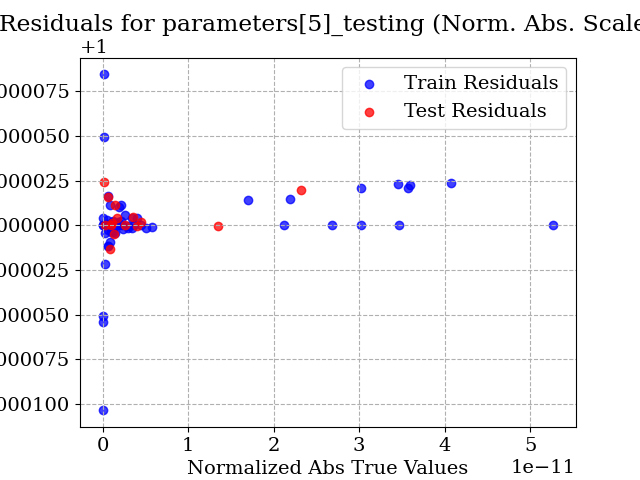 Residuals for parameters[5]_testing (Norm. Abs. Scale
+1
Train Residuals
Test Residuals
000075
000050
000025
000000
000025
000050
000075
000100
0 1 2 3 4 5
Normalized Abs True Values 1e−11